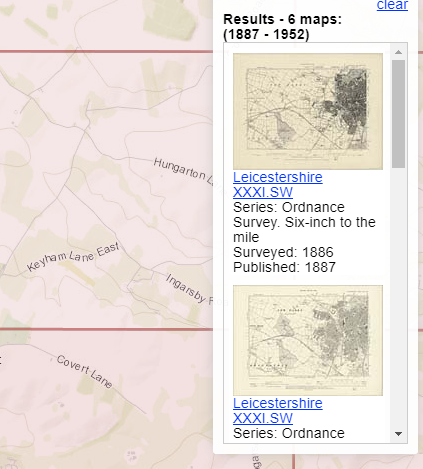 clear
Results - 6 maps:
(1887 - 1952)
Leicestershire
XXXI.SW
Series: Ordnance
Survey. Six-inch to the
mile
Surveyed: 1886
Published: 1887
Leicestershire
XXXI.SW
Series: Ordnance
Hungarton
Keyham Lane East
Ingarsby
Covert Lane